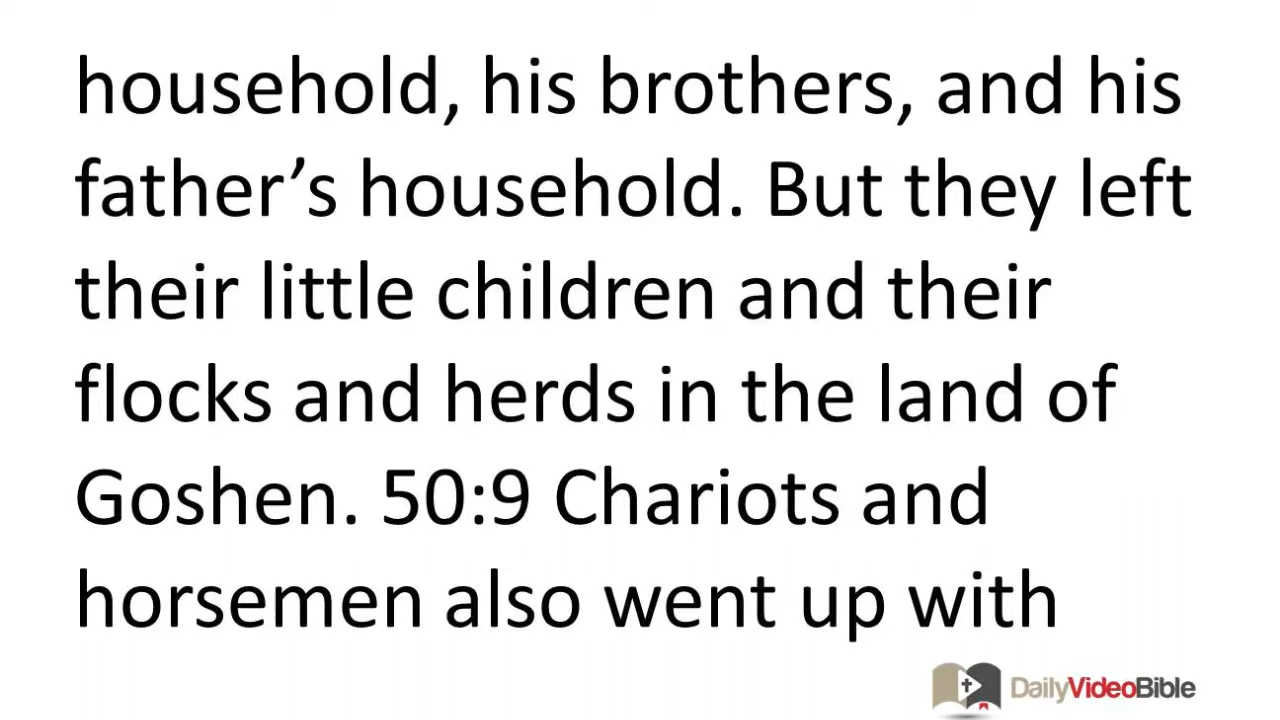 household, his brothers, and his
father’s household. But they left
their little children and their
flocks and herds in the land of
Goshen. 50:9 Chariots and
horsemen also went up with
DailyVideoBible